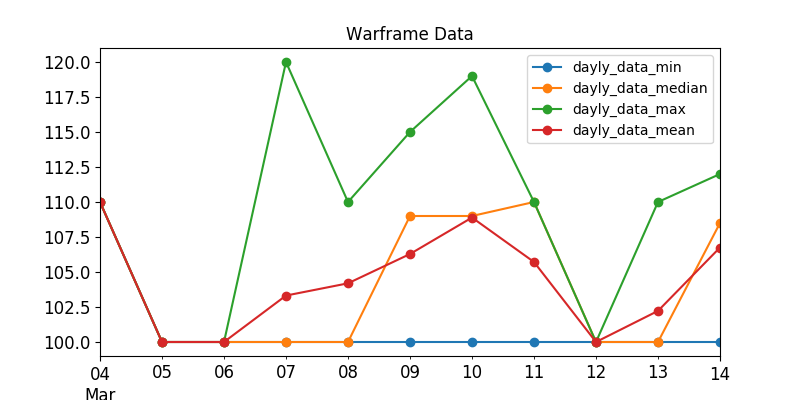 Warframe Data
120.0
117.5
115.0
112.5
110.0
107.5
105.0
102.5
100.0
dayly_data_min
dayly_data_median
dayly_data_max
dayly_data_mean
04 05 06 07 08 09 10 11 12 13 14
Mar